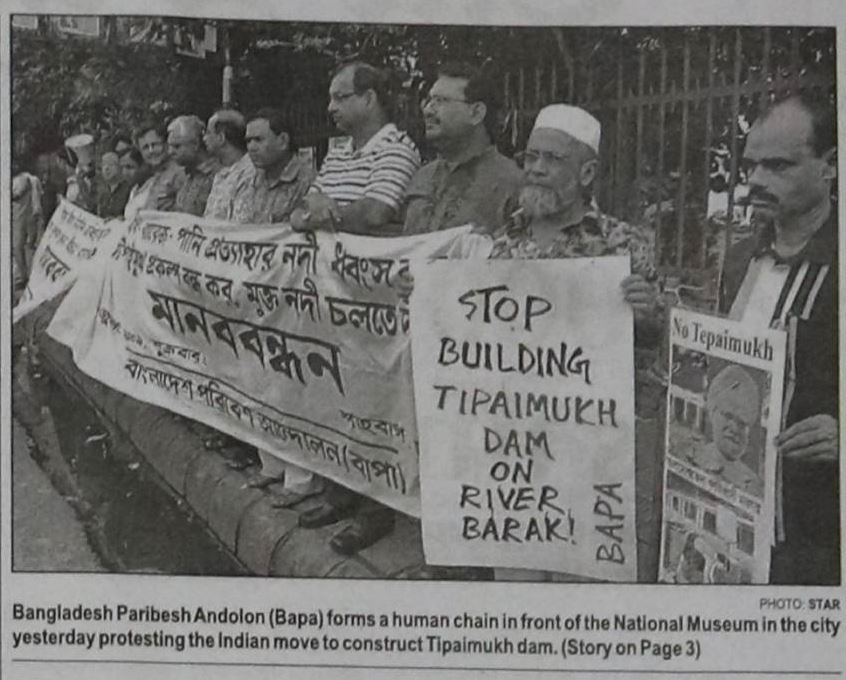 পানি প্রত্যাহার নদী ধ্বংস
প্রকল্প বন্ধ কর, মুক্ত নদী চলতে
মানববন্ধন
শুক্রবার
শাহবাগ
বাংলাদেশ পরিবেশ আন্দোলন (বাপা)
STOP
BUILDING
TIPAIMUKH
DAM
ON
RIVER
BARAK!
BAPA
No Tepaimukh
PHOTO: STAR
Bangladesh Paribesh Andolon (Bapa) forms a human chain in front of the National Museum in the city
yesterday protesting the Indian move to construct Tipaimukh dam. (Story on Page 3)